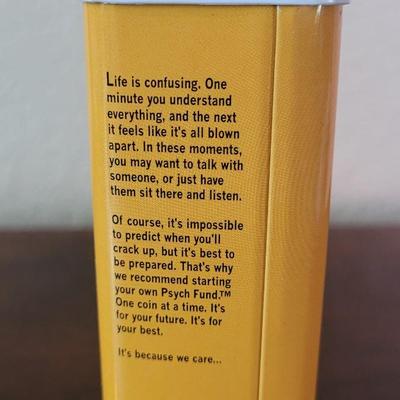 Life is confusing. One
minute you understand
everything, and the next
it feels like it's all blown
apart. In these moments,
you may want to talk with
someone, or just have
them sit there and listen.
Of course, it's impossible
to predict when you'll
crack up, but it's best to
be prepared. That's why
we recommend starting
your own Psych Fund.™
One coin at a time. It's
for your future. It's for
your best.
It's because we care...